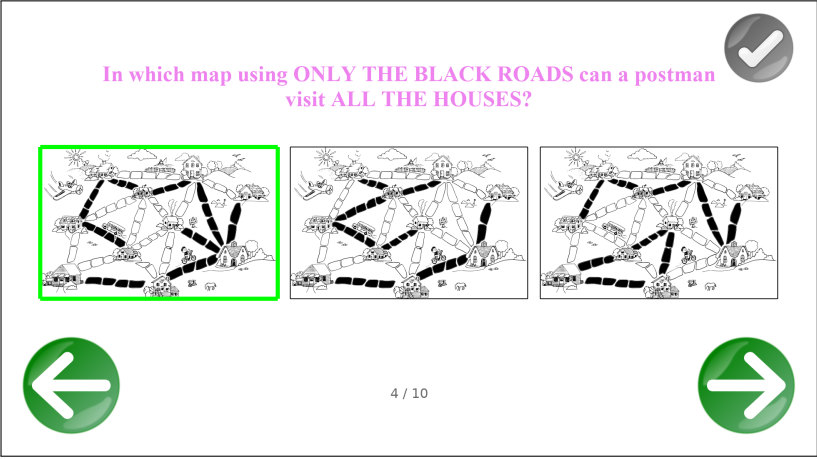 In which map using ONLY THE BLACK ROADS can a postman
visit ALL THE HOUSES?
4 / 10